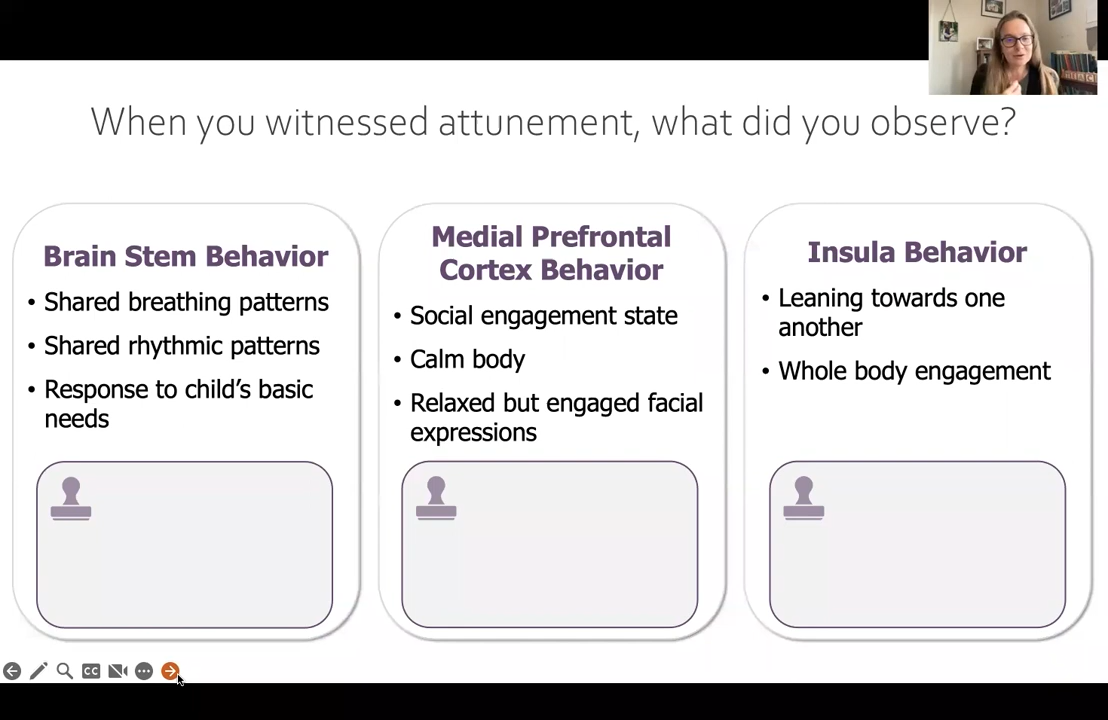 When you witnessed attunement, what did you observe?
Brain Stem Behavior
• Shared breathing patterns
• Shared rhythmic patterns
• Response to child’s basic
needs
Medial Prefrontal
Cortex Behavior
• Social engagement state
• Calm body
• Relaxed but engaged facial
expressions
Insula Behavior
• Leaning towards one
another
• Whole body engagement
CC